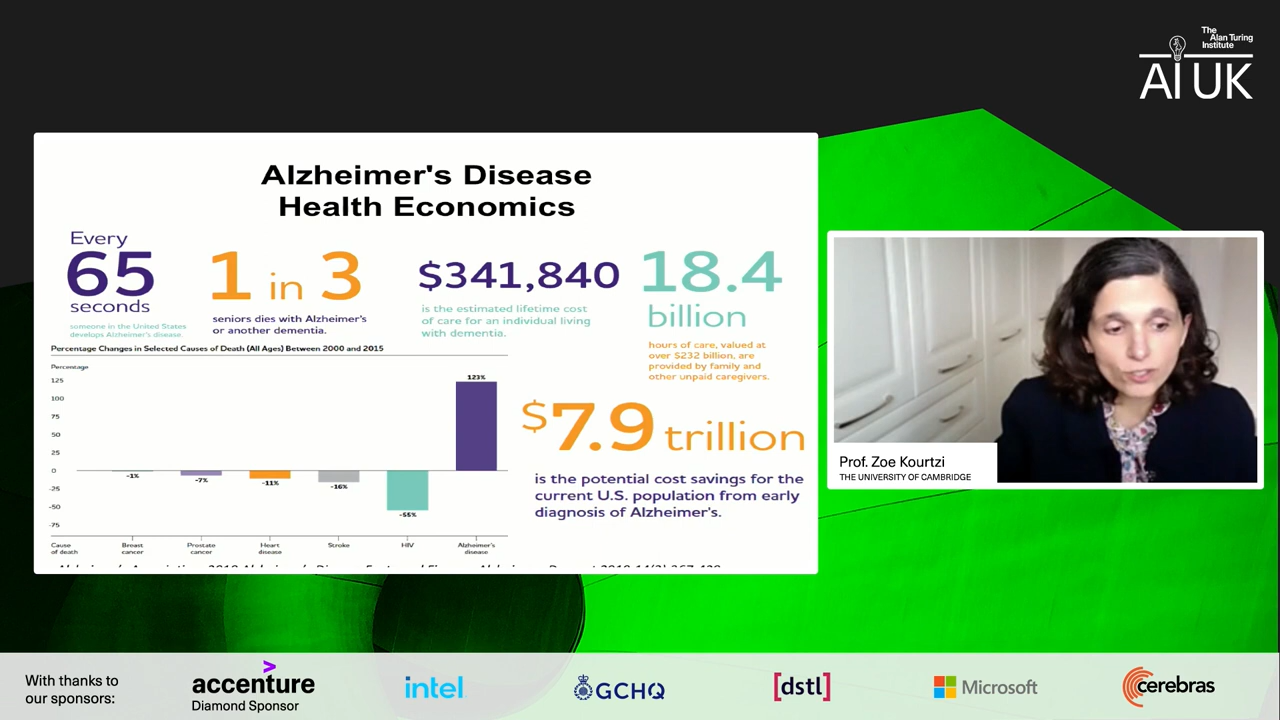 The
Alan Turing
Institute
AI UK
Alzheimer's Disease
Health Economics
Every
65
seconds
someone in the United States
develops Alzheimer's disease.
1 in 3
seniors dies with Alzheimer's
or another dementia.
$341,840
is the estimated lifetime cost
of care for an individual living
with dementia.
18.4
billion
hours of care, valued at
over $232 billion, are
provided by family and
other unpaid caregivers.
Percentage Changes in Selected Causes of Death (All Ages) Between 2000 and 2015
Percentage
125
100
75
50
25
0
-25
-50
-75
-1%
-7%
-11%
-16%
-55%
123%
Cause
of death
Breast
cancer
Prostate
cancer
Heart
disease
Stroke
HIV
Alzheimer's
disease
$7.9 trillion
is the potential cost savings for the
current U.S. population from early
diagnosis of Alzheimer's.
Prof. Zoe Kourtzi
THE UNIVERSITY OF CAMBRIDGE
With thanks to
our sponsors:
accenture
Diamond Sponsor
intel
GCHQ
[dstl]
Microsoft
cerebras